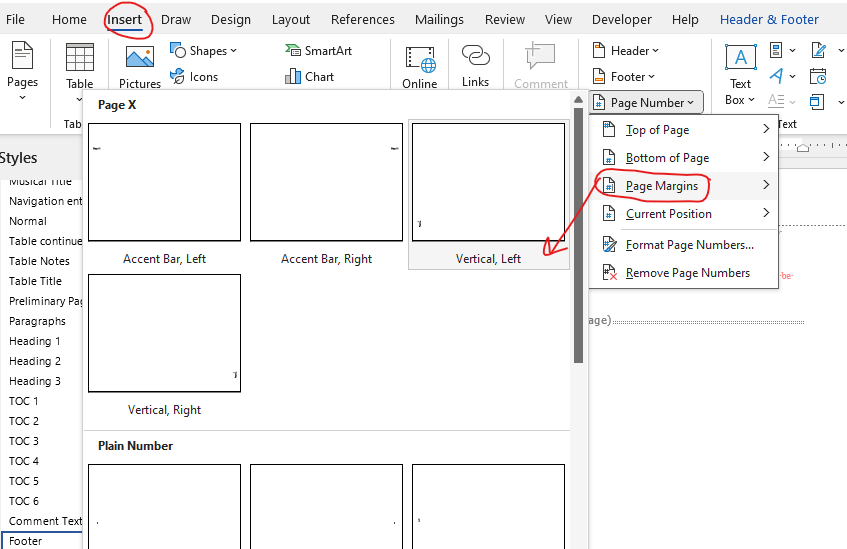 File Home Insert Draw Design Layout References Mailings Review View Developer Help Header & Footer
Pages
Table
Pictures
Shapes
Icons
SmartArt
Chart
Online
Links
Comment
Header
Footer
Page Number
Text
Box
Text
Top of Page
Bottom of Page
Page Margins
Current Position
Format Page Numbers...
Remove Page Numbers
be
age)
Styles
Musical Title
Navigation ent
Normal
Table continue
Table Notes
Table Title
Preliminary Pag
Paragraphs
Heading 1
Heading 2
Heading 3
TOC 1
TOC 2
TOC 3
TOC 4
TOC 5
TOC 6
Comment Text
Footer
Page X
Accent Bar, Left Accent Bar, Right Vertical, Left
Vertical, Right
Plain Number